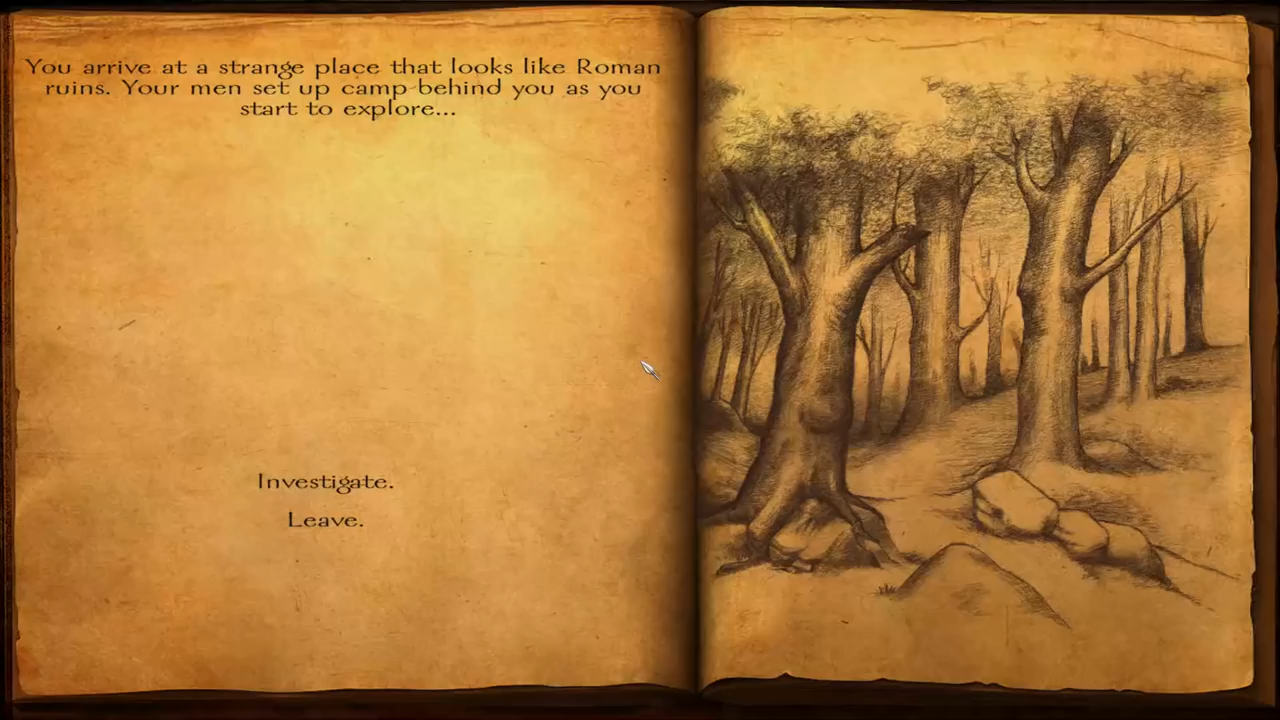 You arrive at a strange place that looks like Roman
ruins. Your men set up camp behind you as you
start to explore...
Investigate.
Leave.